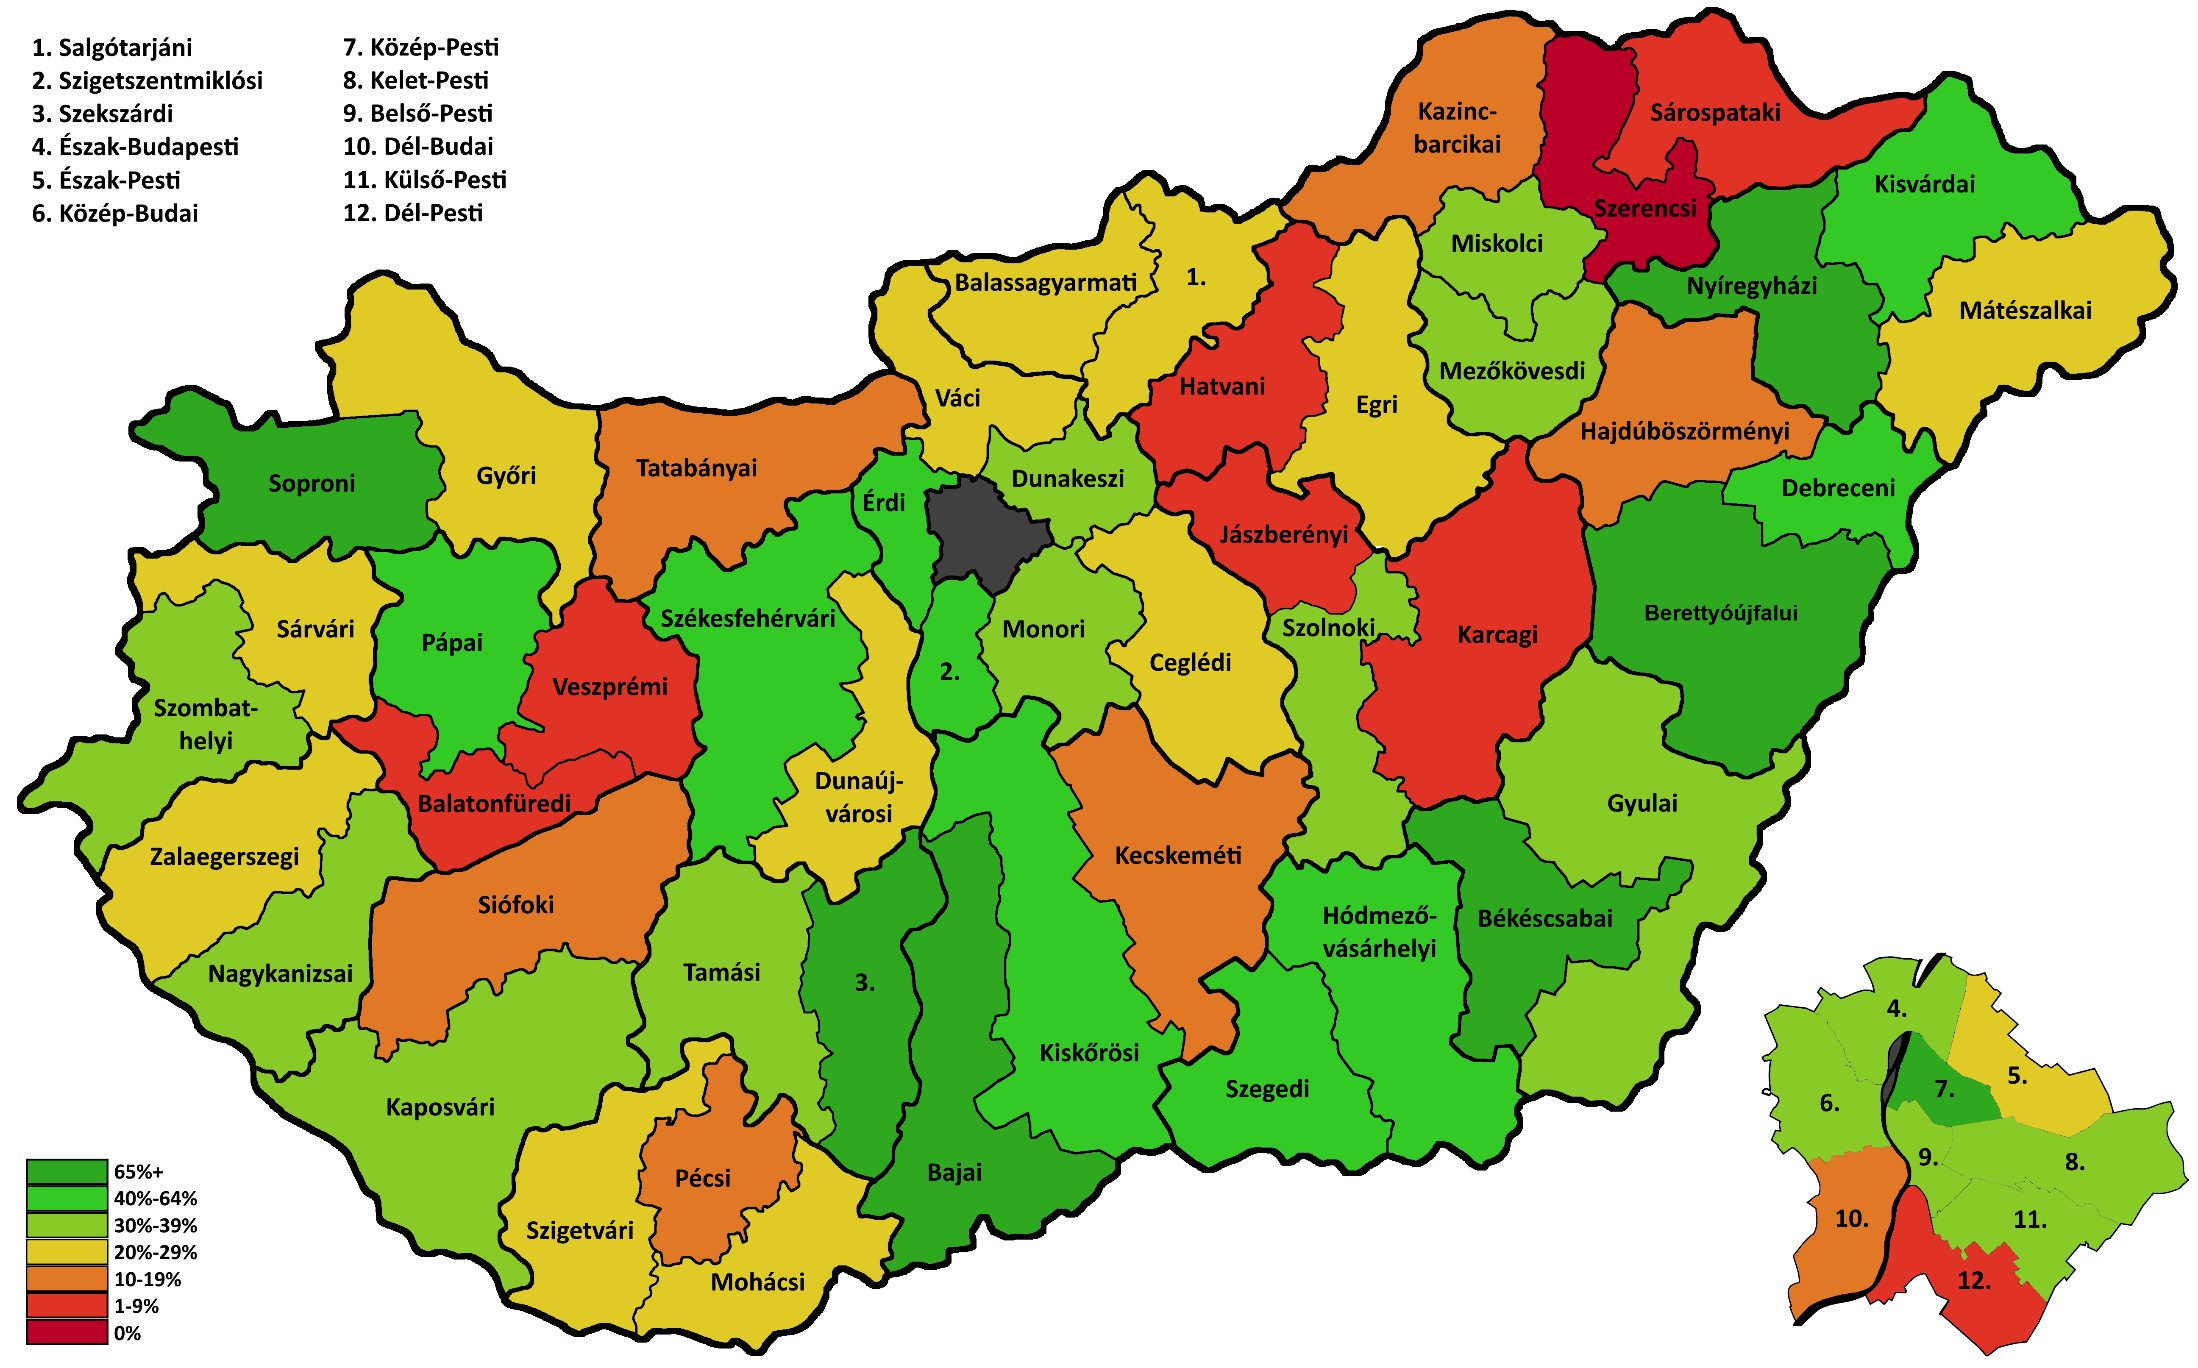 1. Salgótarjáni
2. Szigetszentmiklósi
3. Szekszárdi
4. Észak-Budapesti
5. Észak-Pesti
6. Közép-Budai
7. Közép-Pesti
8. Kelet-Pesti
9. Belső-Pesti
10. Dél-Budai
11. Külső-Pesti
12. Dél-Pesti
Kazinc-
barcikai
Sárospataki
Kisvárdai
Szerencsi
Miskolci
Balassagyarmati
1.
Nyíregyházi
Mátészalkai
Mezőkövesdi
Hatvani
Váci
Egri
Hajdúböszörményi
Soproni
Győri
Tatabányai
Érdi
Dunakeszi
Debreceni
Jászberényi
Sárvári
Pápai
Székesfehérvári
Monori
Szolnoki
Karcagi
Berettyóújfalui
Ceglédi
2.
Veszprémi
Szombat-
helyi
Balatonfüredi
Dunaúj-
városi
Gyulai
Zalaegerszegi
Kecskeméti
Siófoki
Hódmező-
vásárhelyi
Békéscsabai
Nagykanizsai
Tamási
3.
Kiskőrösi
Szegedi
Kaposvári
Pécsi
Bajai
Szigetvári
Mohácsi
4.
5.
6.
7.
8.
9.
10.
11.
12.
65%+
40%-64%
30%-39%
20%-29%
10-19%
1-9%
0%